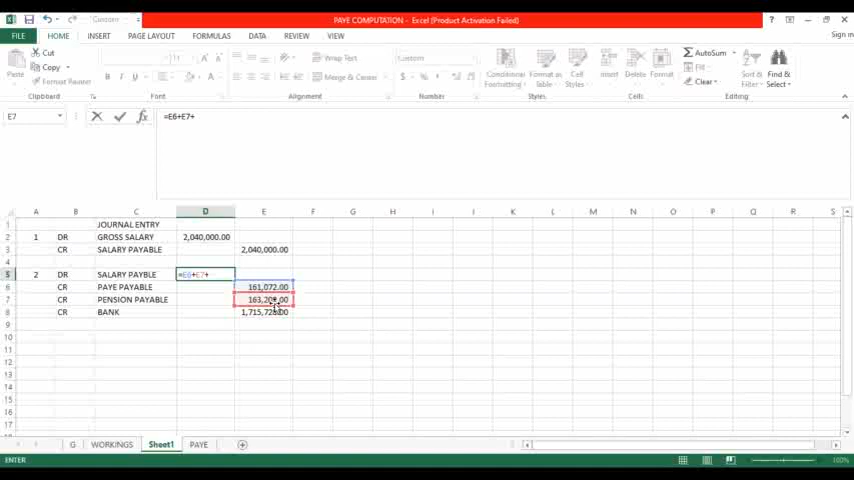 PAYE COMPUTATION - Excel (Product Activation Failed)
Custom
FILE HOME INSERT PAGE LAYOUT FORMULAS DATA REVIEW VIEW Sign in
Paste Cut Copy Format Painter
Clipboard
11
B I U
Font
Wrap Text
Merge & Center
Alignment
Custom
$ % ,
Number
Conditional Formatting Format as Table Cell Styles
Styles
Insert Delete Format
Cells
AutoSum Fill Clear Sort & Filter Find & Select
Editing
E7 =E6+E7+
A B C D E F G H I J K L M N O P Q R S
1 JOURNAL ENTRY
2 1 DR GROSS SALARY 2,040,000.00
3 CR SALARY PAYABLE 2,040,000.00
4
5 2 DR SALARY PAYBLE =E6+E7+
6 CR PAYE PAYABLE 161,072.00
7 CR PENSION PAYABLE
8 CR BANK
9
10
11
12
13
14
15
16
17
G WORKINGS Sheet1 PAYE
ENTER 100%